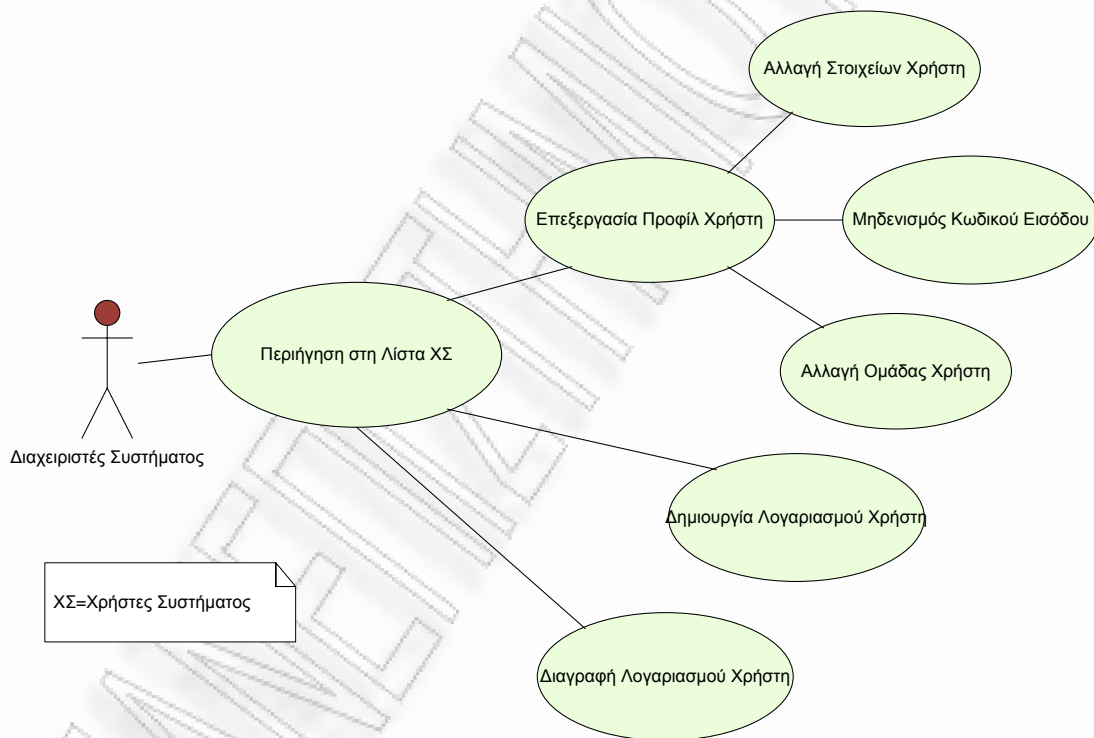 Αλλαγή Στοιχείων Χρήστη
Επεξεργασία Προφίλ Χρήστη
Μηδενισμός Κωδικού Εισόδου
Περιήγηση στη Λίστα ΧΣ
Αλλαγή Ομάδας Χρήστη
Διαχειριστές Συστήματος
Δημιουργία Λογαριασμού Χρήστη
ΧΣ=Χρήστες Συστήματος
Διαγραφή Λογαριασμού Χρήστη